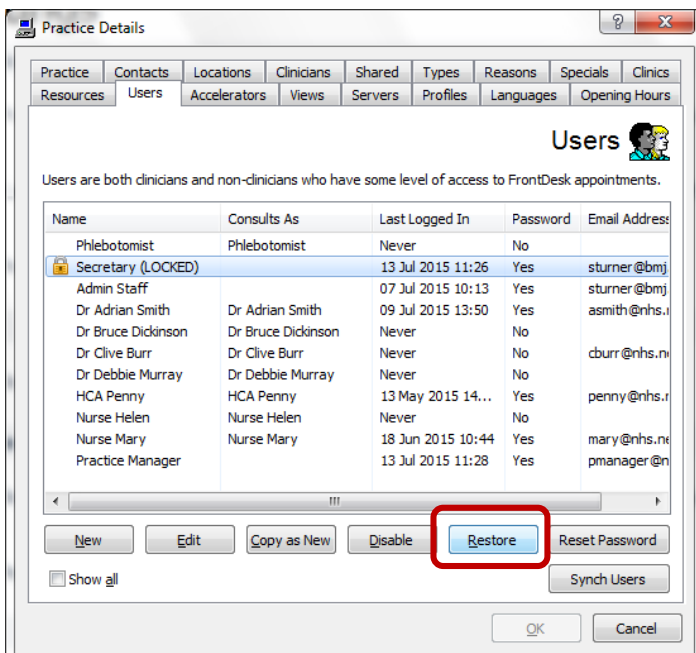 Practice Details
Practice Contacts Locations Clinicians Shared Types Reasons Specials Clinics
Resources Users Accelerators Views Servers Profiles Languages Opening Hours
Users
Users are both clinicians and non-clinicians who have some level of access to FrontDesk appointments.
Name Consults As Last Logged In Password Email Address
Phlebotomist Phlebotomist Never No
Secretary (LOCKED) 13 Jul 2015 11:26 Yes sturner@bmj
Admin Staff 07 Jul 2015 10:13 Yes sturner@bmj
Dr Adrian Smith Dr Adrian Smith 09 Jul 2015 13:50 Yes asmith@nhs.r
Dr Bruce Dickinson Dr Bruce Dickinson Never No
Dr Clive Burr Dr Clive Burr Never No cburr@nhs.ne
Dr Debbie Murray Dr Debbie Murray Never No
HCA Penny HCA Penny 13 May 2015 14... Yes penny@nhs.r
Nurse Helen Nurse Helen Never No
Nurse Mary Nurse Mary 18 Jun 2015 10:44 Yes mary@nhs.ne
Practice Manager 13 Jul 2015 11:28 Yes pmanager@n
New Edit Copy as New Disable Restore Reset Password
Show all Synch Users
OK Cancel